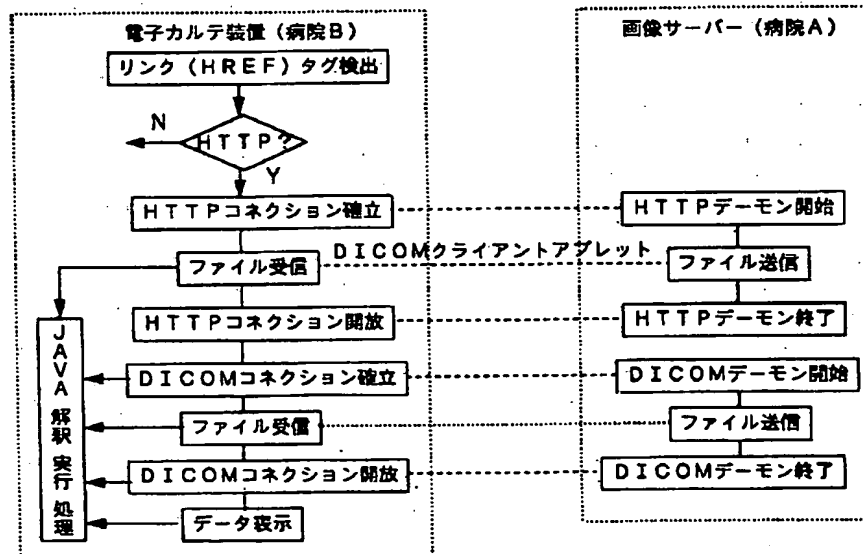 電子カルテ装置（病院B）
リンク（HREF）タグ検出
HTTP?
N
Y
HTTPコネクション確立
ファイル受信
HTTPコネクション開放
DICOMコネクション確立
ファイル受信
DICOMコネクション開放
データ表示
JAVA 解釈 実行 処理
DICOMクライアントアプレット
画像サーバー（病院A）
HTTPデーモン開始
ファイル送信
HTTPデーモン終了
DICOMデーモン開始
ファイル送信
DICOMデーモン終了